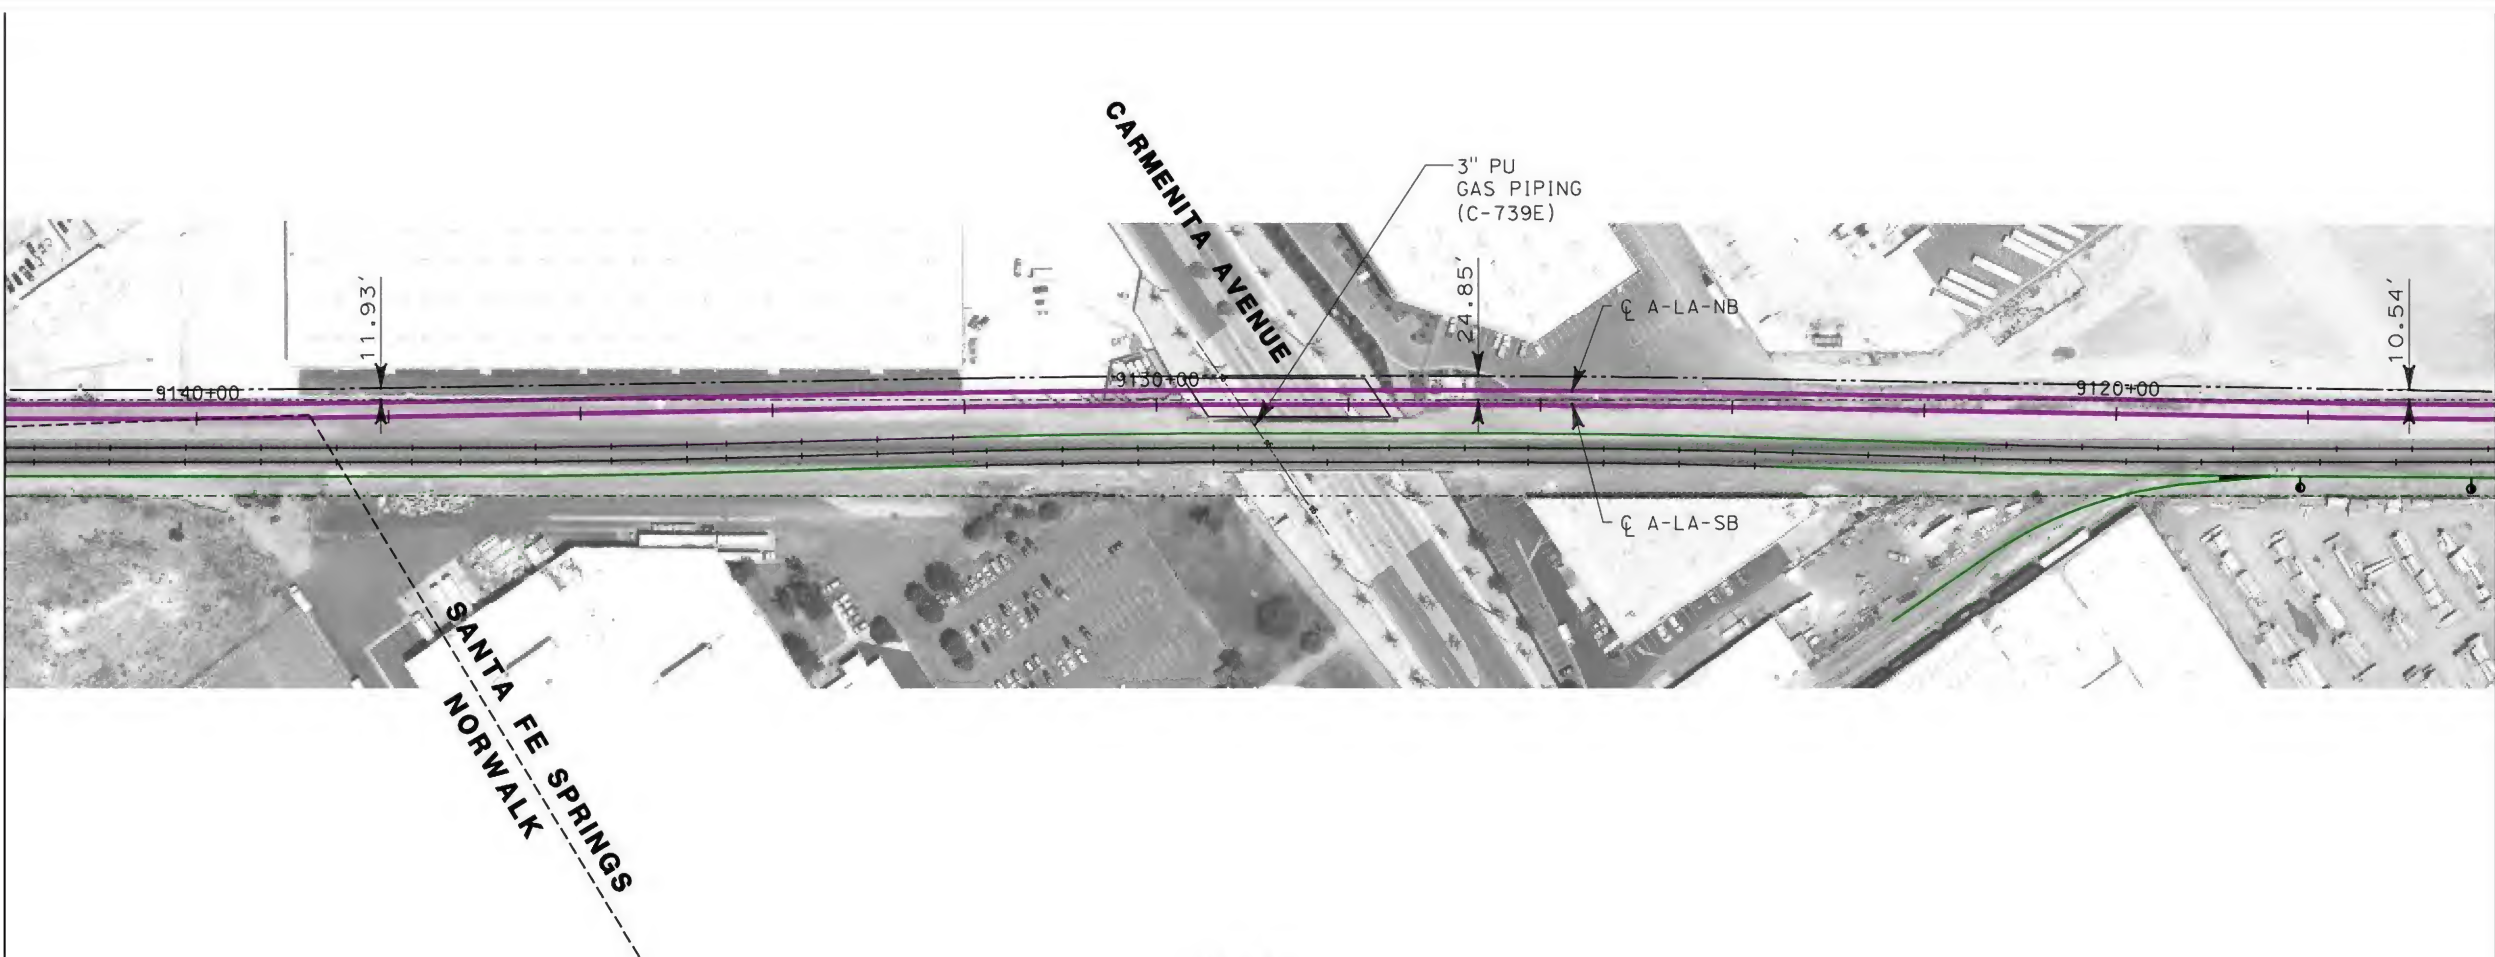 CARMENITA AVENUE
3" PU
GAS PIPING
(C-739E)
11.93'
24.85'
℄ A-LA-NB
10.54'
9140+00
9130+00
9120+00
℄ A-LA-SB
SANTA FE SPRINGS
NORWALK